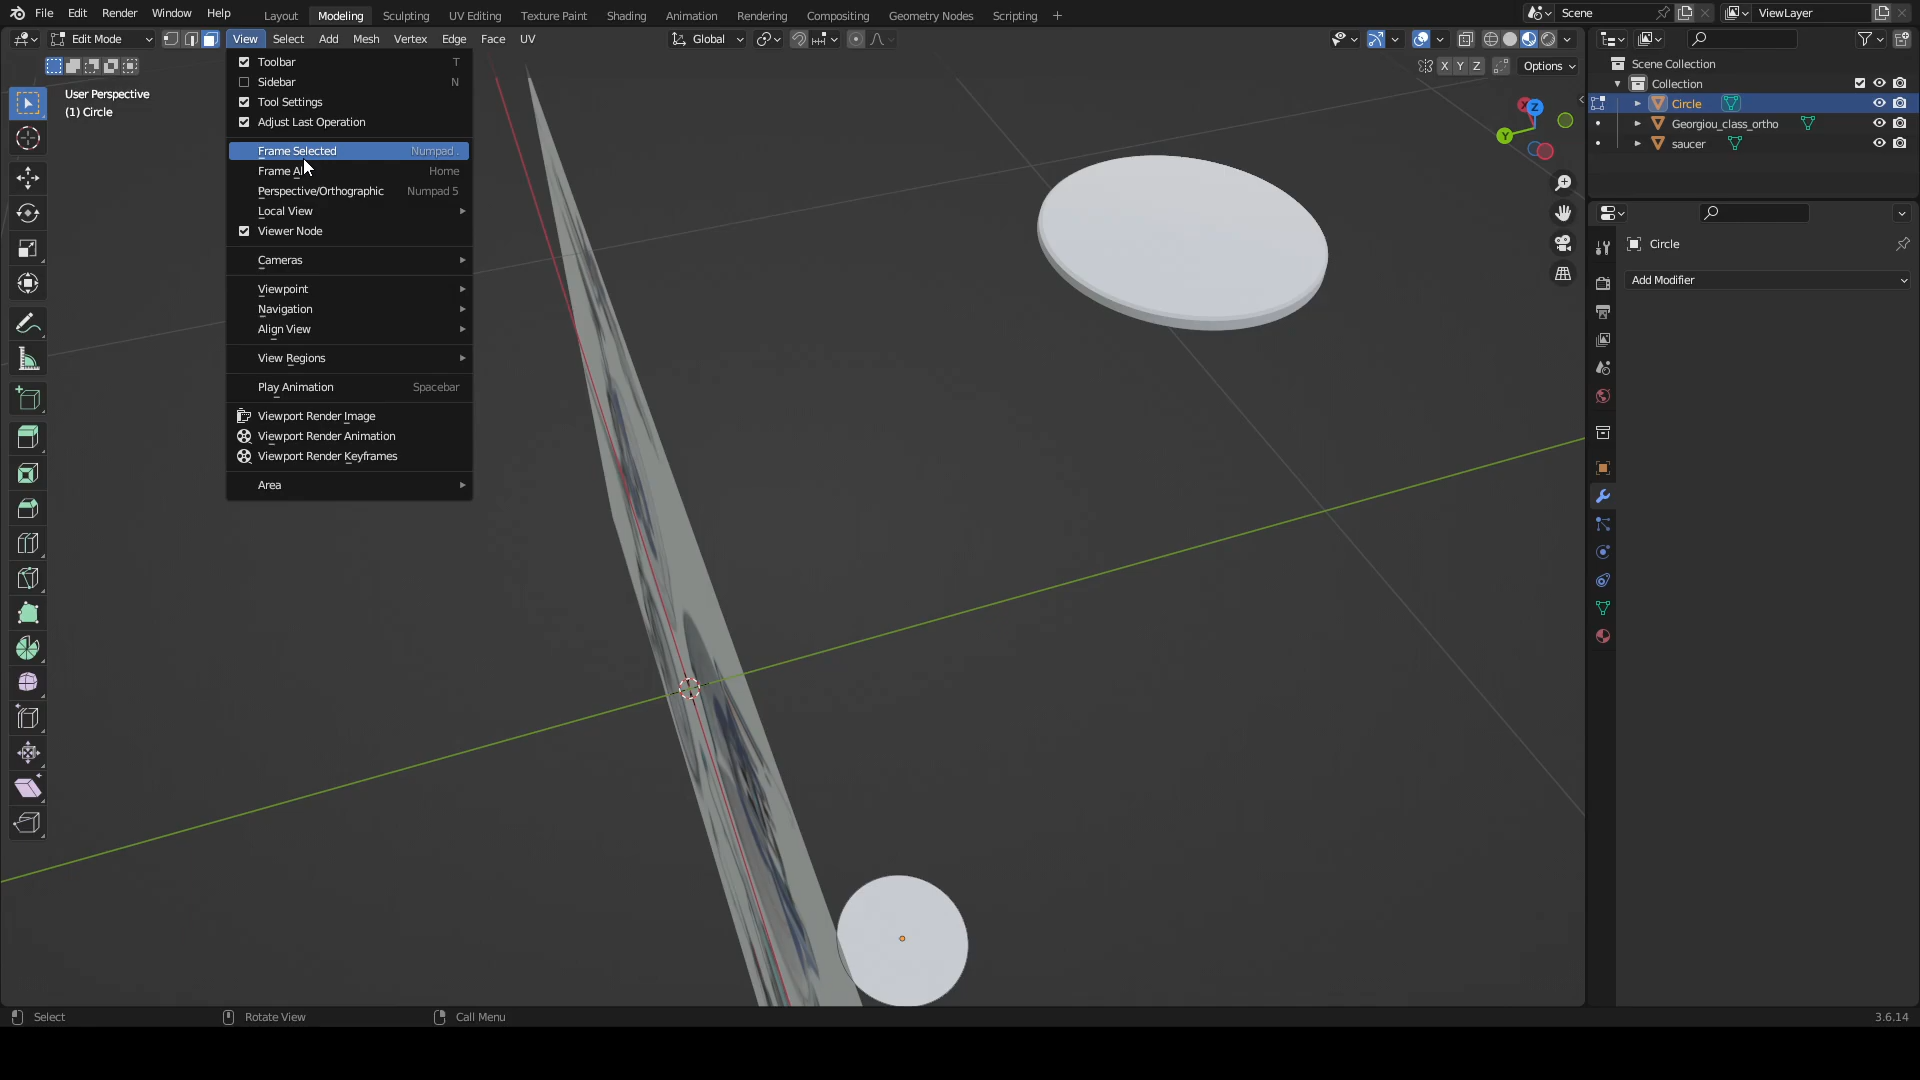 File Edit Render Window Help Layout Modeling Sculpting UV Editing Texture Paint Shading Animation Rendering Compositing Geometry Nodes Scripting + Scene ViewLayer
Edit Mode View Select Add Mesh Vertex Edge Face UV Global
X Y Z Options
User Perspective
(1) Circle
Toolbar T
Sidebar N
Tool Settings
Adjust Last Operation
Frame Selected Numpad .
Frame All Home
Perspective/Orthographic Numpad 5
Local View
Viewer Node
Cameras
Viewpoint
Navigation
Align View
View Regions
Play Animation Spacebar
Viewport Render Image
Viewport Render Animation
Viewport Render Keyframes
Area
X Z
Y
Scene Collection
Collection
Circle
Georgiou_class_ortho
saucer
Circle
Add Modifier
Select Rotate View Call Menu 3.6.14